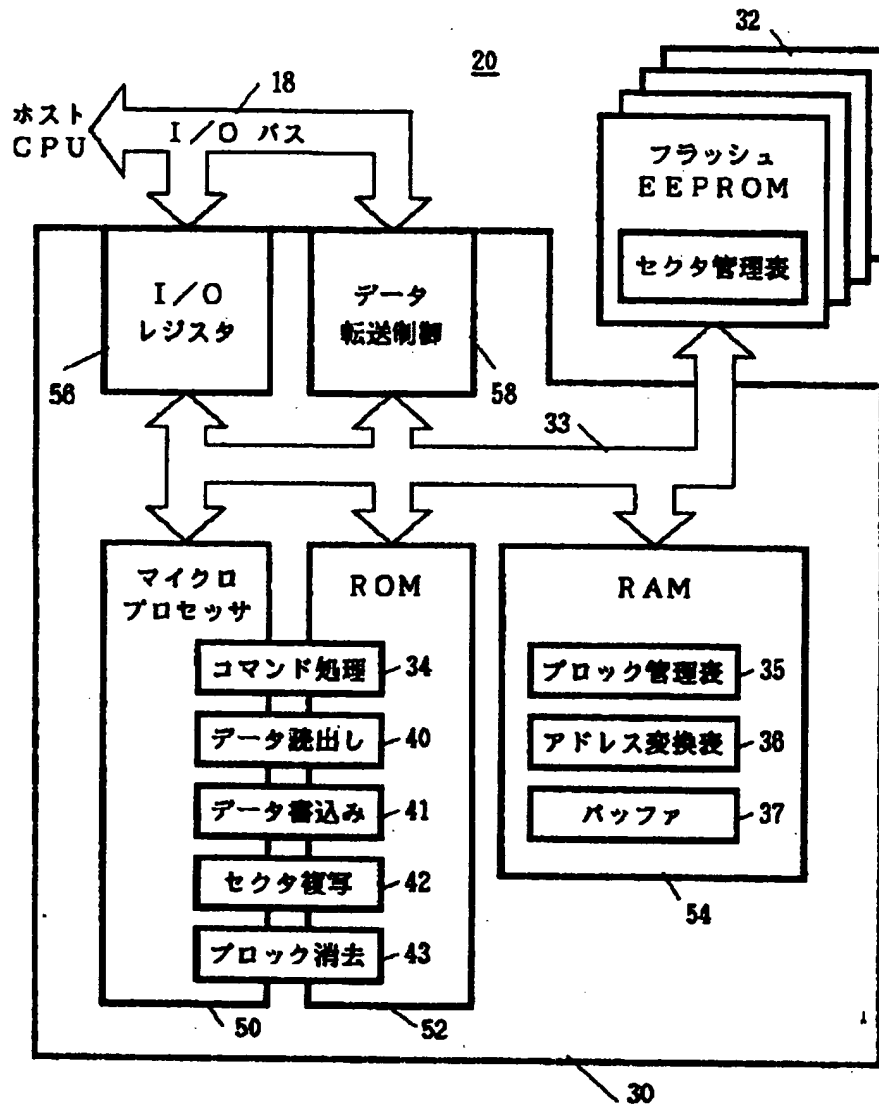 32
20
18
ホスト
CPU
I/O バス
フラッシュ
EEPROM
セクタ管理表
I/O
レジスタ
データ
転送制御
56
58
33
マイクロ
プロセッサ
ROM
RAM
コマンド処理
34
データ読出し
40
データ書込み
41
セクタ複写
42
ブロック消去
43
ブロック管理表
35
アドレス変換表
36
バッファ
37
54
50
52
30